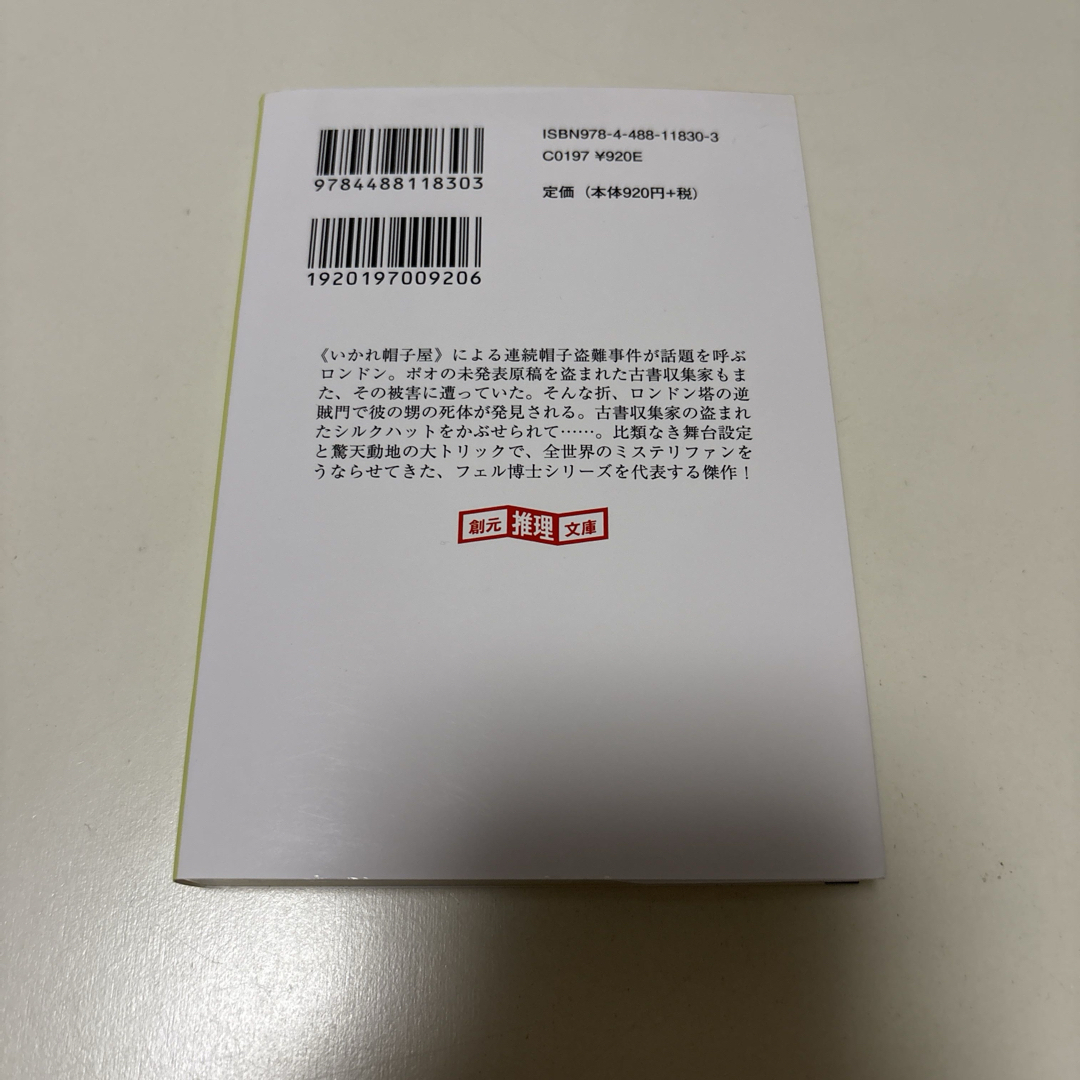 9784488118303
ISBN978-4-488-11830-3
C0197 ¥920E
定価（本体920円+税）
1920197009206
《いかれ帽子屋》による連続帽子盗難事件が話題を呼ぶ
ロンドン。ポオの未発表原稿を盗まれた古書収集家もま
た、その被害に遭っていた。そんな折、ロンドン塔の逆
賊門で彼の甥の死体が発見される。古書収集家の盗まれ
たシルクハットをかぶせられて……。比類なき舞台設定
と驚天動地の大トリックで、全世界のミステリファンを
うならせてきた、フェル博士シリーズを代表する傑作！
創元推理文庫